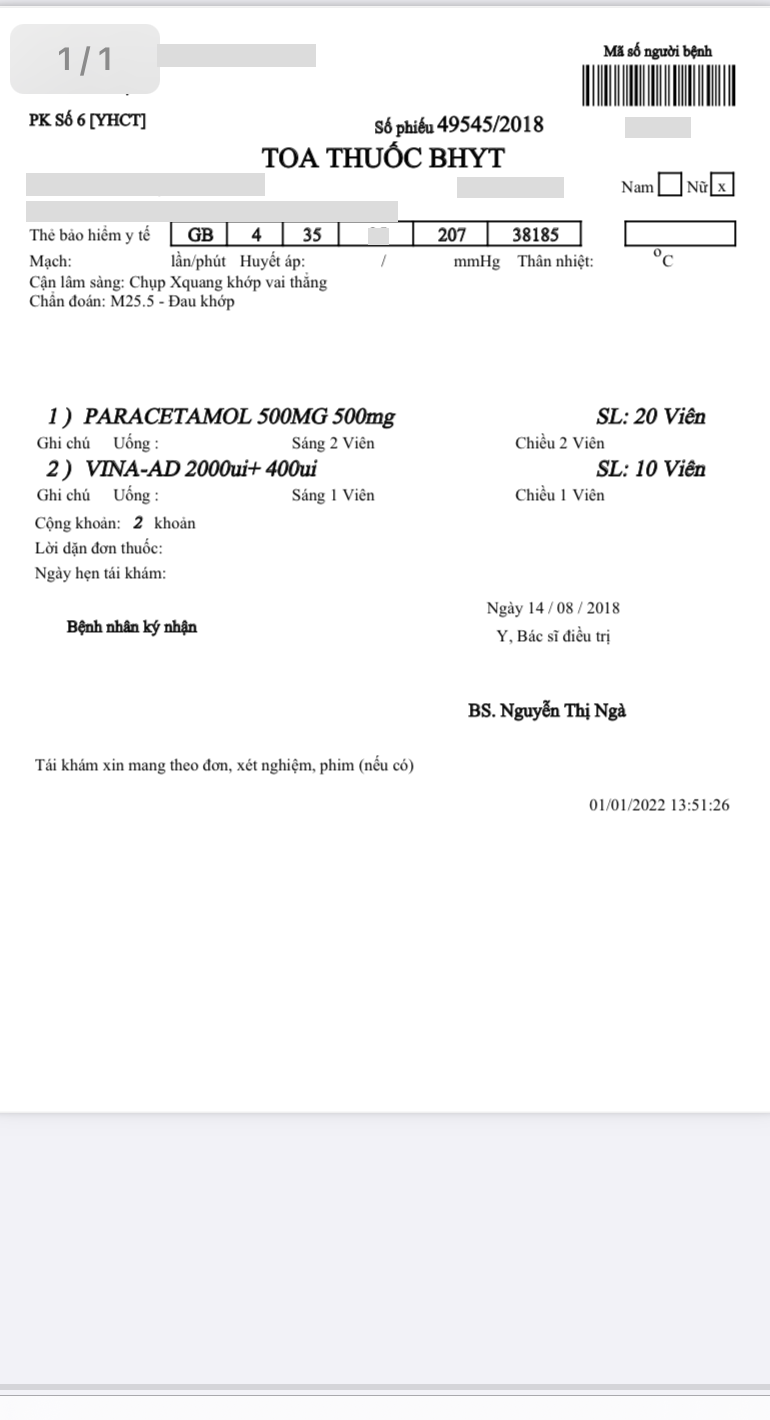 1/1
Mã số người bệnh
PK Số 6 [YHCT]
Số phiếu 49545/2018
TOA THUỐC BHYT
Nam Nữ x
Thẻ bảo hiểm y tế GB 4 35 207 38185
Mạch: lần/phút Huyết áp: / mmHg Thân nhiệt: oC
Cận lâm sàng: Chụp Xquang khớp vai thẳng
Chẩn đoán: M25.5 - Đau khớp
1 ) PARACETAMOL 500MG 500mg SL: 20 Viên
Ghi chú Uống : Sáng 2 Viên Chiều 2 Viên
2 ) VINA-AD 2000ui+ 400ui SL: 10 Viên
Ghi chú Uống : Sáng 1 Viên Chiều 1 Viên
Cộng khoản: 2 khoản
Lời dặn đơn thuốc:
Ngày hẹn tái khám:
Ngày 14 / 08 / 2018
Bệnh nhân ký nhận
Y, Bác sĩ điều trị
BS. Nguyễn Thị Ngà
Tái khám xin mang theo đơn, xét nghiệm, phim (nếu có)
01/01/2022 13:51:26